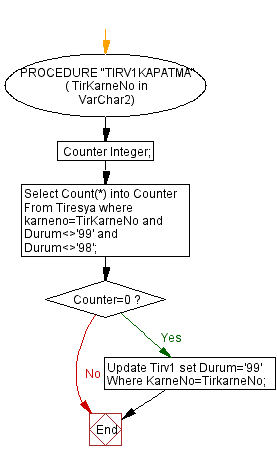 PROCEDURE "TIRV1KAPATMA"
( TirKarneNo in
VarChar2)
Counter Integer;
Select Count(*) into Counter
From Tiresya where
karneno=TirKarneNo and
Durum<>'99' and
Durum<>'98';
Counter=0 ?
Yes
No
Update Tirv1 set Durum='99'
Where KarneNo=TirkarneNo;
End